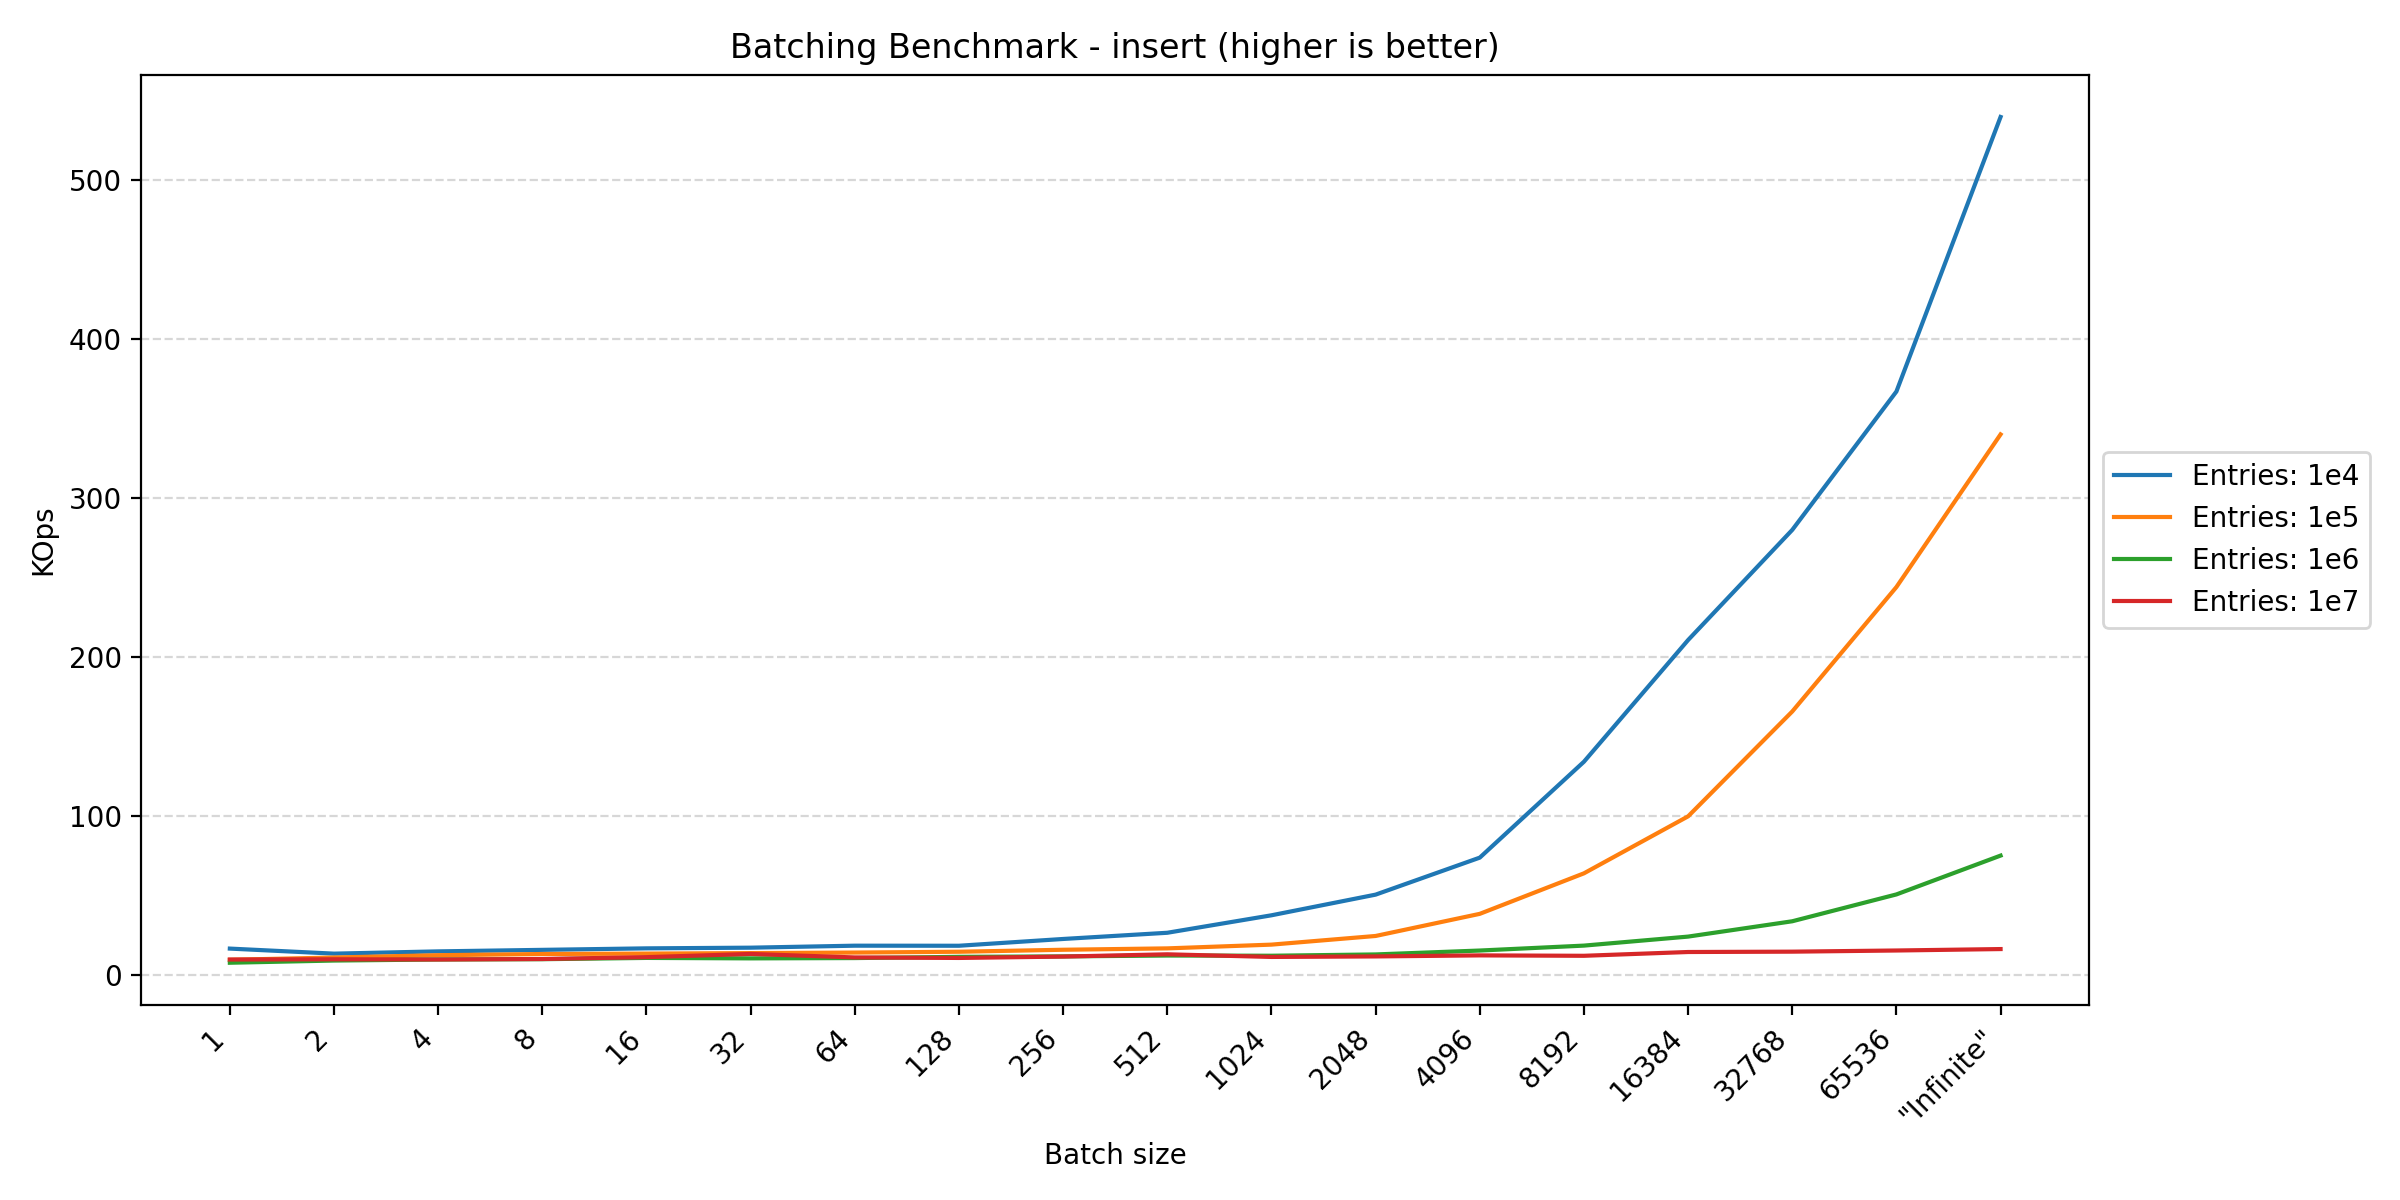 Batching Benchmark - insert (higher is better)
KOps
500
400
300
200
100
0
1
2
4
8
16
32
64
128
256
512
1024
2048
4096
8192
16384
32768
65536
"Infinite"
Batch size
Entries: 1e4
Entries: 1e5
Entries: 1e6
Entries: 1e7